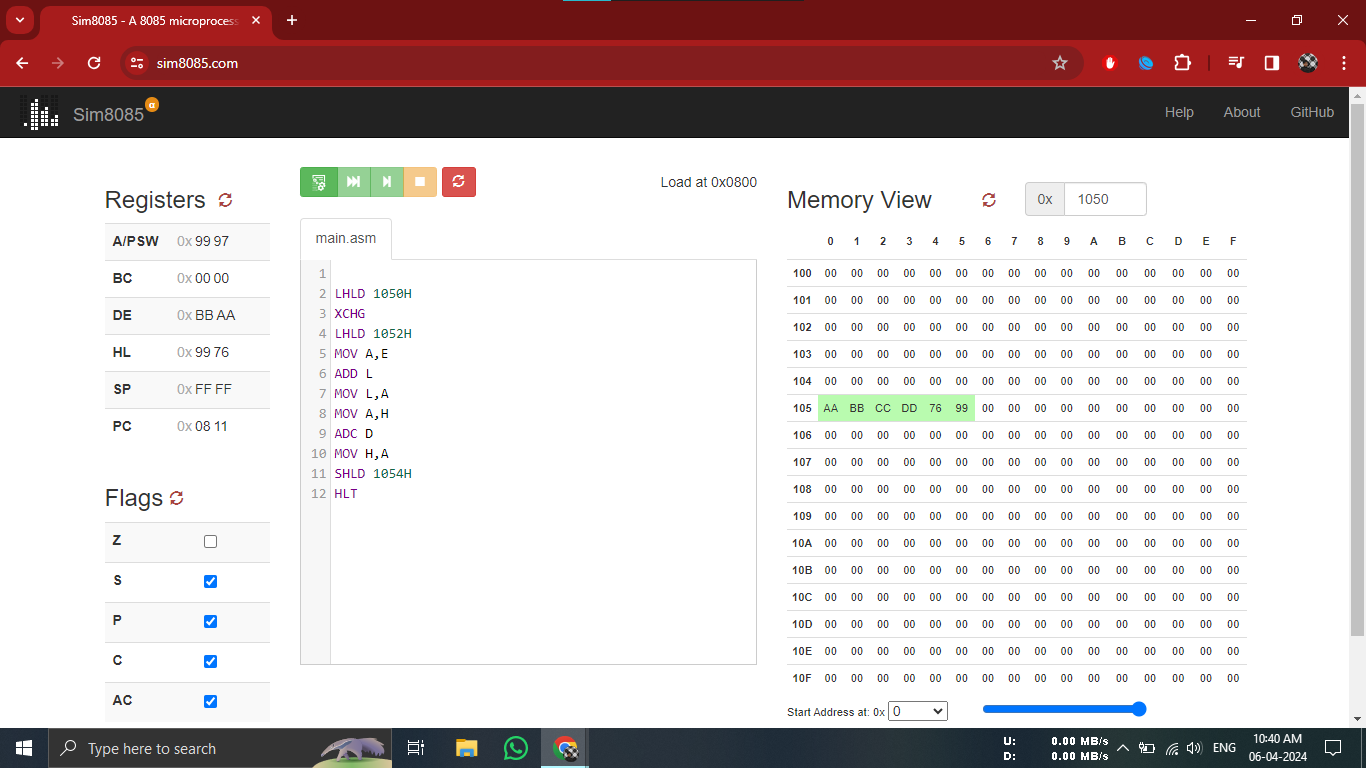 Sim8085 - A 8085 microprocess
sim8085.com
Sim8085 α
Help About GitHub
Registers
A/PSW 0x 99 97
BC 0x 00 00
DE 0x BB AA
HL 0x 99 76
SP 0x FF FF
PC 0x 08 11
Flags
Z
S
P
C
AC
Load at 0x0800
main.asm
1
2 LHLD 1050H
3 XCHG
4 LHLD 1052H
5 MOV A,E
6 ADD L
7 MOV L,A
8 MOV A,H
9 ADC D
10 MOV H,A
11 SHLD 1054H
12 HLT
Memory View 0x 1050
0 1 2 3 4 5 6 7 8 9 A B C D E F
100 00 00 00 00 00 00 00 00 00 00 00 00 00 00 00 00
101 00 00 00 00 00 00 00 00 00 00 00 00 00 00 00 00
102 00 00 00 00 00 00 00 00 00 00 00 00 00 00 00 00
103 00 00 00 00 00 00 00 00 00 00 00 00 00 00 00 00
104 00 00 00 00 00 00 00 00 00 00 00 00 00 00 00 00
105 AA BB CC DD 76 99 00 00 00 00 00 00 00 00 00 00
106 00 00 00 00 00 00 00 00 00 00 00 00 00 00 00 00
107 00 00 00 00 00 00 00 00 00 00 00 00 00 00 00 00
108 00 00 00 00 00 00 00 00 00 00 00 00 00 00 00 00
109 00 00 00 00 00 00 00 00 00 00 00 00 00 00 00 00
10A 00 00 00 00 00 00 00 00 00 00 00 00 00 00 00 00
10B 00 00 00 00 00 00 00 00 00 00 00 00 00 00 00 00
10C 00 00 00 00 00 00 00 00 00 00 00 00 00 00 00 00
10D 00 00 00 00 00 00 00 00 00 00 00 00 00 00 00 00
10E 00 00 00 00 00 00 00 00 00 00 00 00 00 00 00 00
10F 00 00 00 00 00 00 00 00 00 00 00 00 00 00 00 00
Start Address at: 0x 0
Type here to search
U: 0.00 MB/s
D: 0.00 MB/s
ENG
10:40 AM
06-04-2024